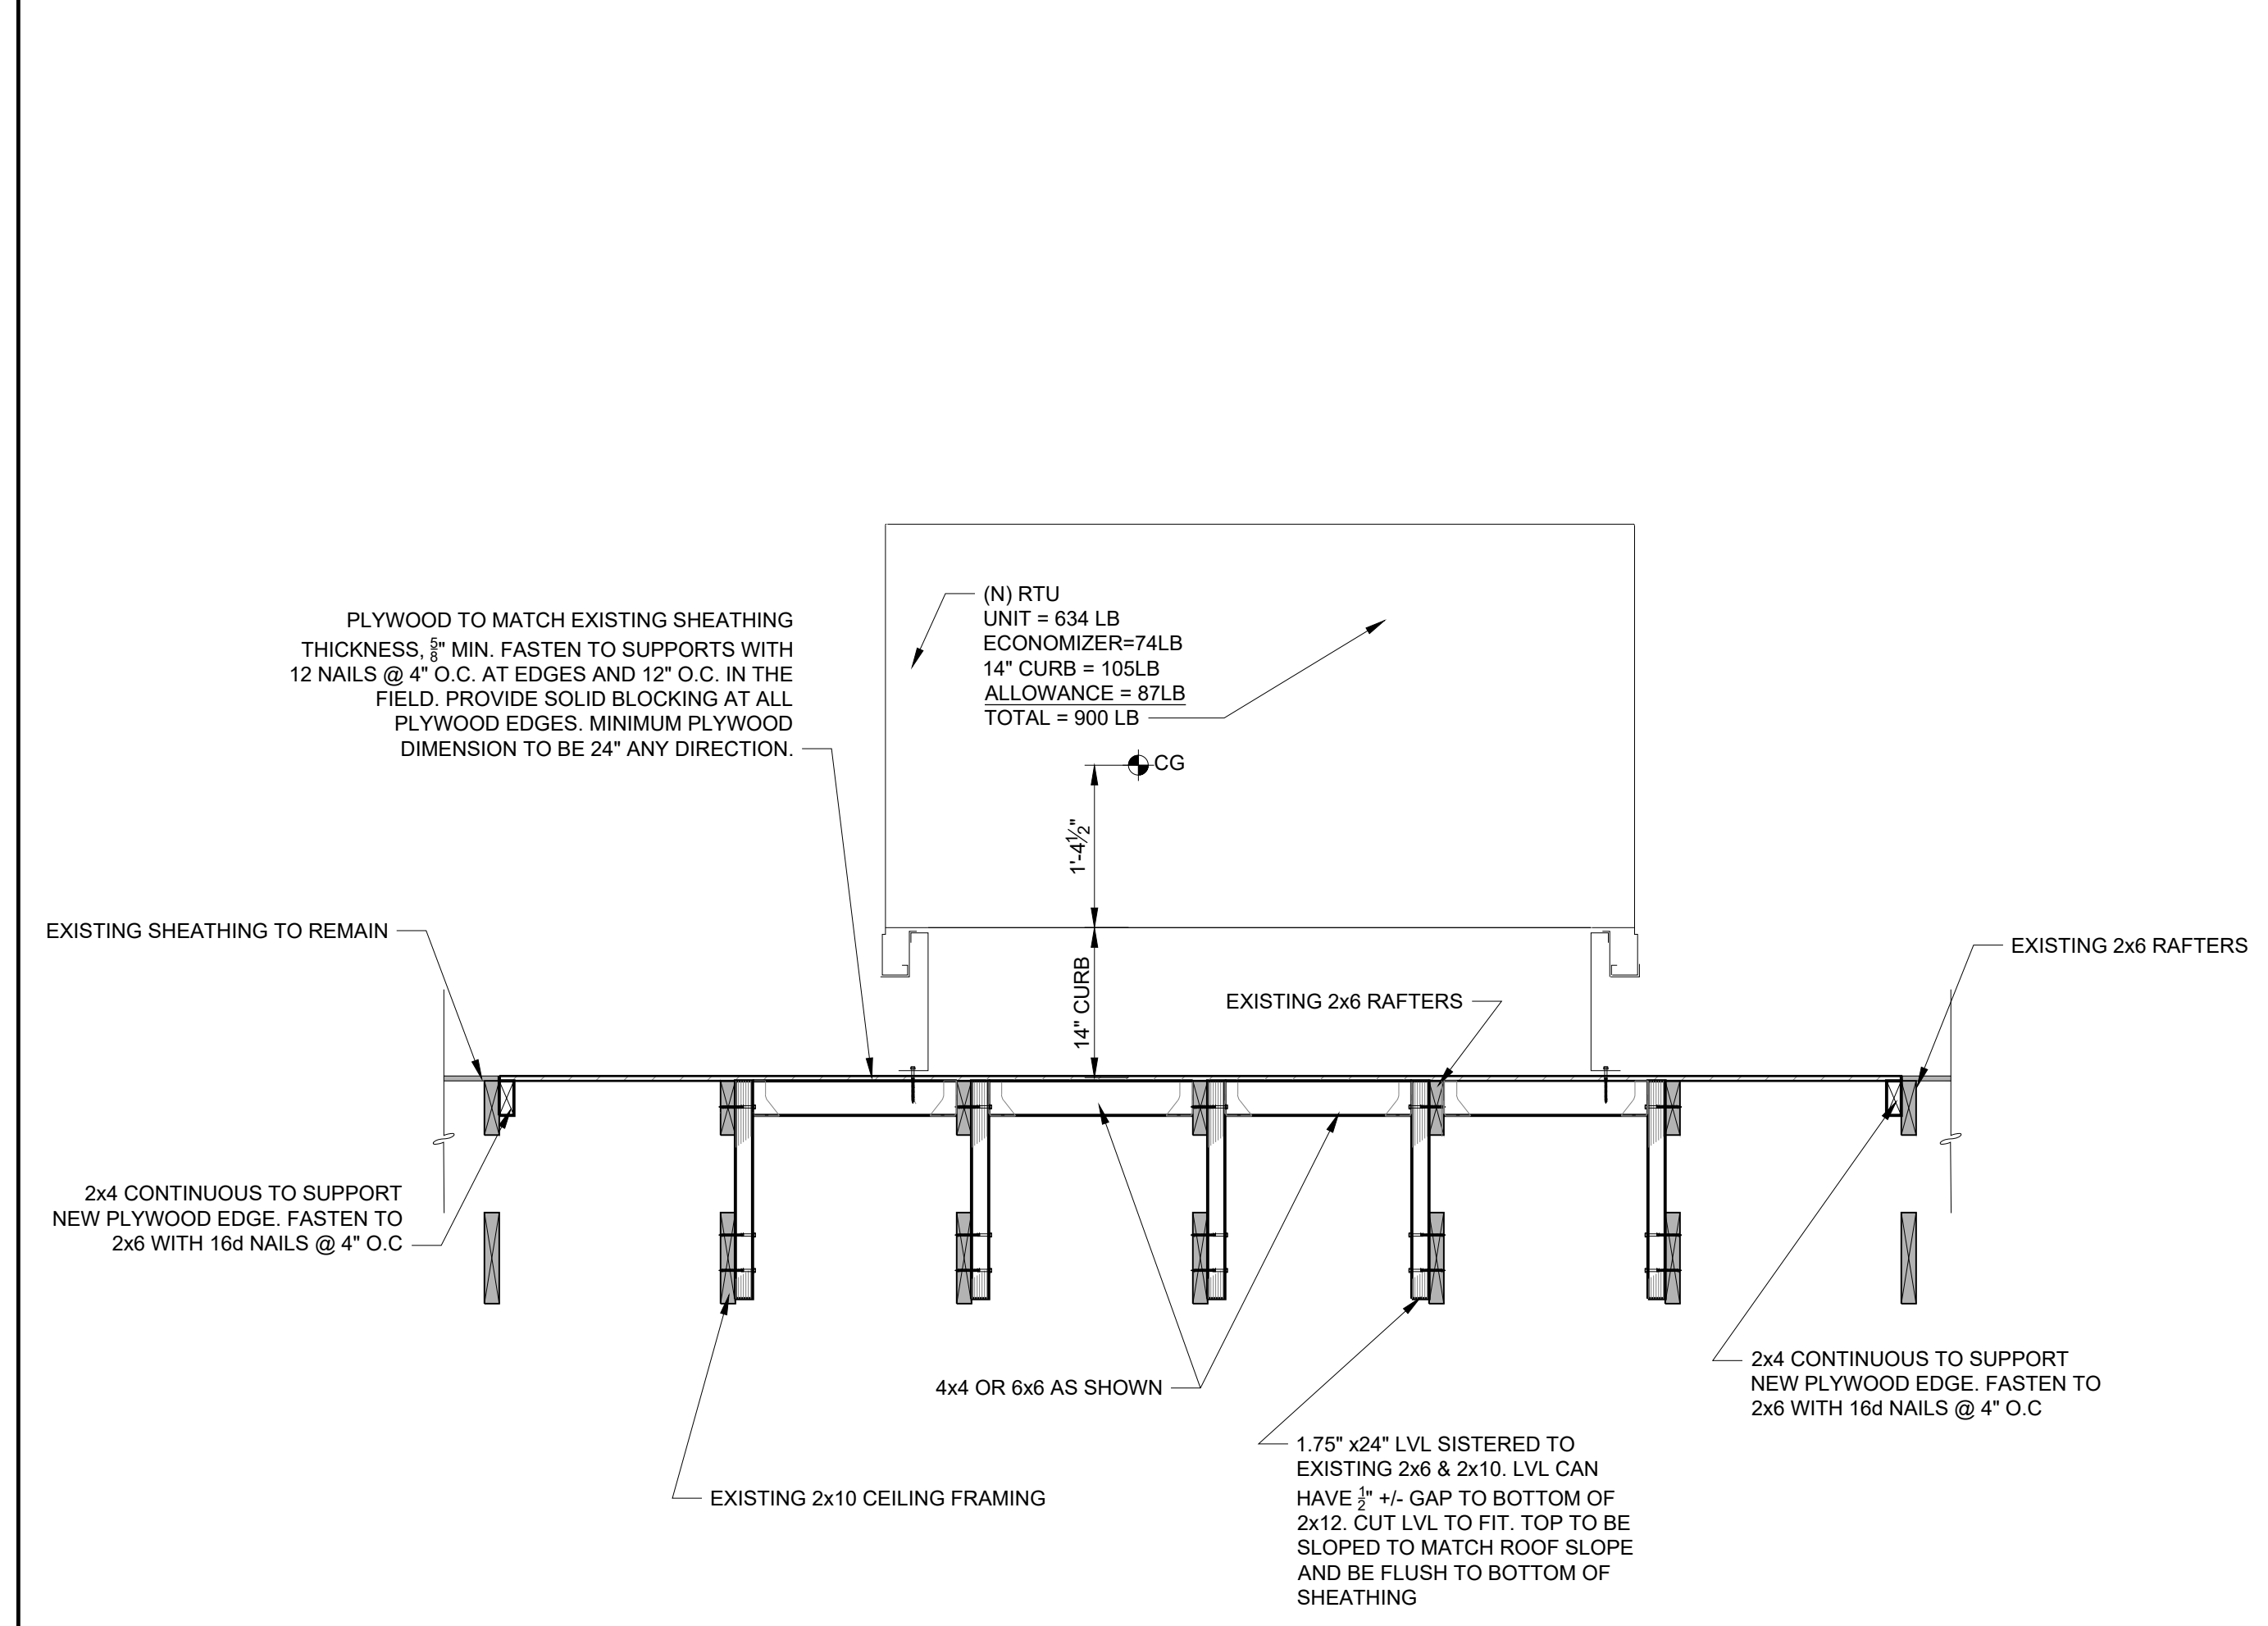 (N) RTU
UNIT = 634 LB
ECONOMIZER=74LB
14" CURB = 105LB
ALLOWANCE = 87LB
TOTAL = 900 LB
PLYWOOD TO MATCH EXISTING SHEATHING
THICKNESS, 5/8" MIN. FASTEN TO SUPPORTS WITH
12 NAILS @ 4" O.C. AT EDGES AND 12" O.C. IN THE
FIELD. PROVIDE SOLID BLOCKING AT ALL
PLYWOOD EDGES. MINIMUM PLYWOOD
DIMENSION TO BE 24" ANY DIRECTION.
CG
1'-4½"
14" CURB
EXISTING SHEATHING TO REMAIN
EXISTING 2x6 RAFTERS
EXISTING 2x6 RAFTERS
2x4 CONTINUOUS TO SUPPORT
NEW PLYWOOD EDGE. FASTEN TO
2x6 WITH 16d NAILS @ 4" O.C
4x4 OR 6x6 AS SHOWN
2x4 CONTINUOUS TO SUPPORT
NEW PLYWOOD EDGE. FASTEN TO
2x6 WITH 16d NAILS @ 4" O.C
EXISTING 2x10 CEILING FRAMING
1.75" x24" LVL SISTERED TO
EXISTING 2x6 & 2x10. LVL CAN
HAVE ½" +/- GAP TO BOTTOM OF
2x12. CUT LVL TO FIT. TOP TO BE
SLOPED TO MATCH ROOF SLOPE
AND BE FLUSH TO BOTTOM OF
SHEATHING